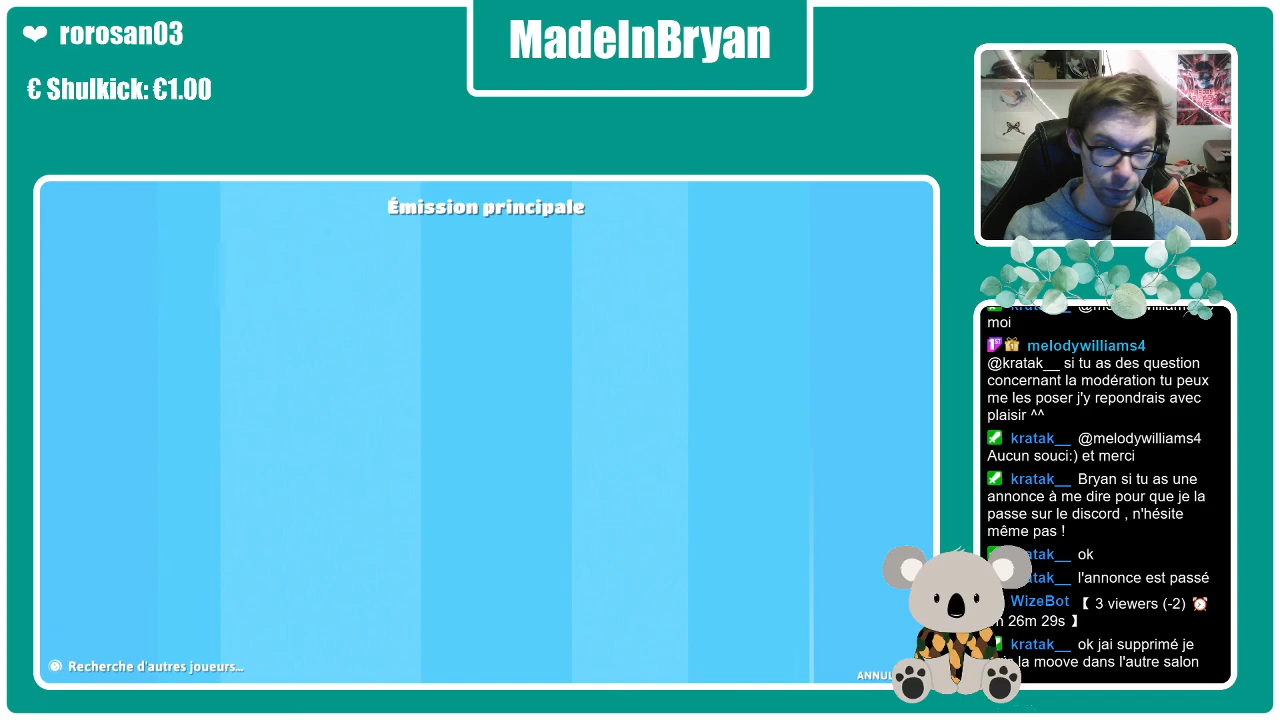 ❤ rorosan03
€ Shulkick: €1.00
MadeInBryan
Émission principale
Recherche d'autres joueurs...
moi
melodywilliams4
@kratak__ si tu as des question
concernant la modération tu peux
me les poser j'y repondrais avec
plaisir ^^
kratak__ @melodywilliams4
Aucun souci:) et merci
kratak__ Bryan si tu as une
annonce à me dire pour que je la
passe sur le discord , n'hésite
même pas !
ok
l'annonce est passé
WizeBot 【 3 viewers (-2) ⏰
26m 29s 】
kratak__ ok jai supprimé je
la moove dans l'autre salon